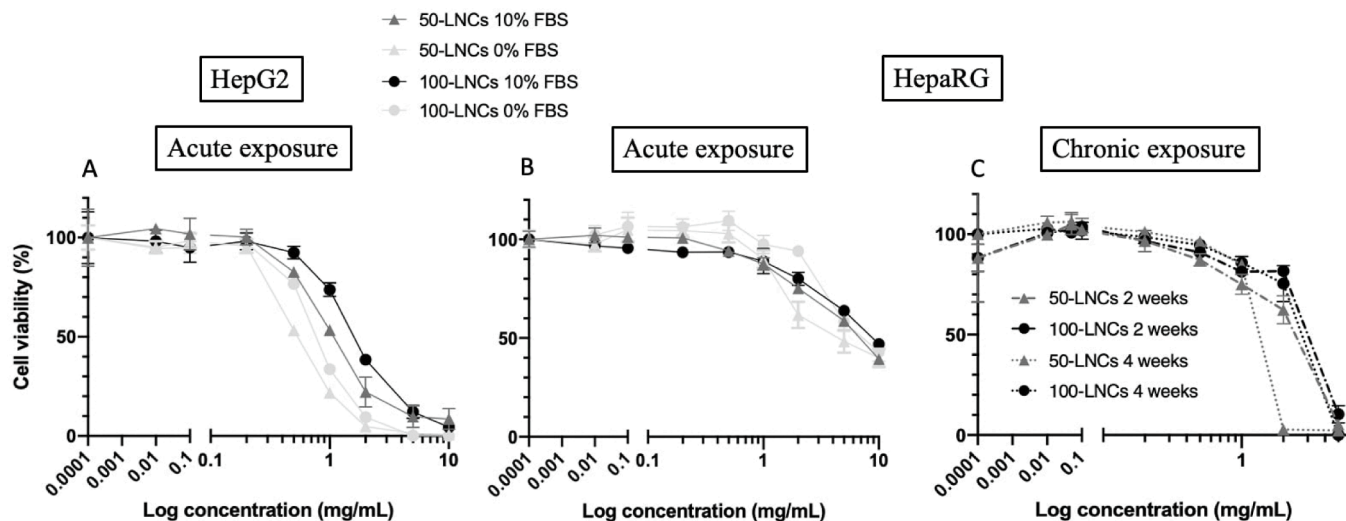 50-LNCs 10% FBS
50-LNCs 0% FBS
100-LNCs 10% FBS
100-LNCs 0% FBS
HepG2
HepaRG
Acute exposure
Acute exposure
Chronic exposure
A
B
C
Cell viability (%)
100
50
0
0.0001
0.001
0.01
0.1
0.1
1
10
Log concentration (mg/mL)
100
50
0
0.0001
0.001
0.01
0.1
0.1
1
10
Log concentration (mg/mL)
100
50
0
50-LNCs 2 weeks
100-LNCs 2 weeks
50-LNCs 4 weeks
100-LNCs 4 weeks
0.0001
0.001
0.01
0.1
1
Log concentration (mg/mL)